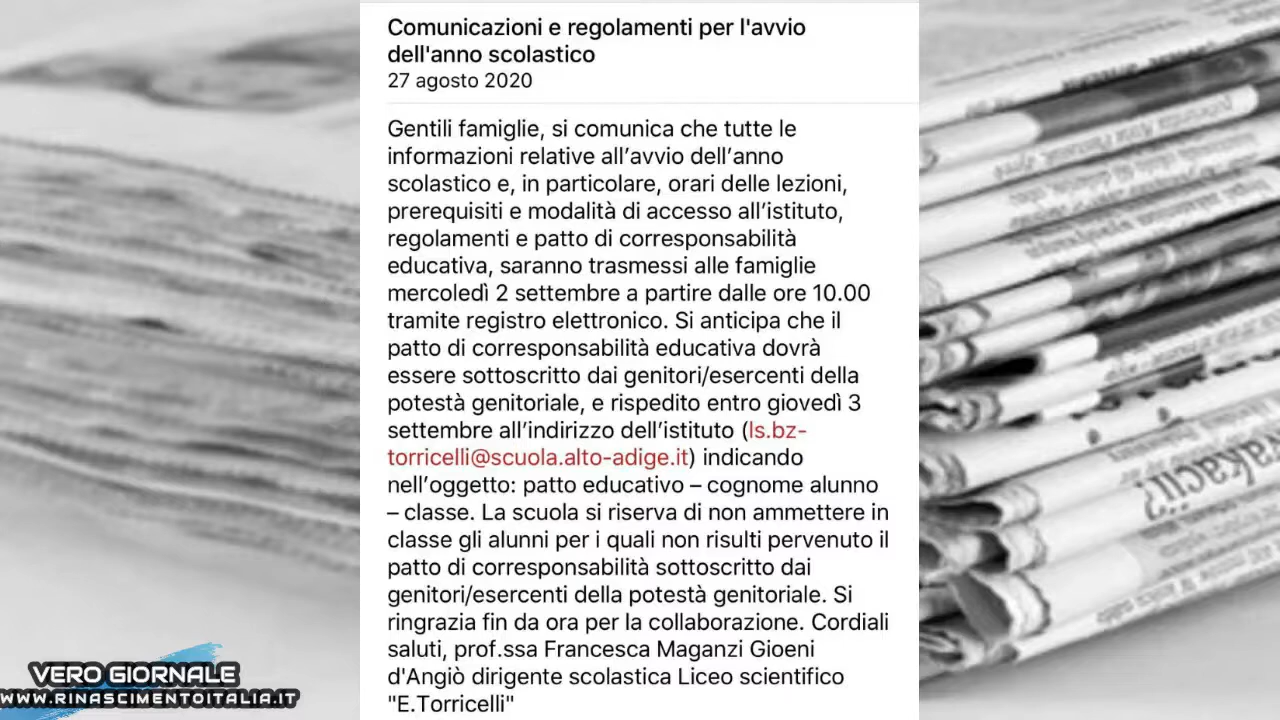 Comunicazioni e regolamenti per l'avvio
dell'anno scolastico
27 agosto 2020
Gentili famiglie, si comunica che tutte le
informazioni relative all’avvio dell’anno
scolastico e, in particolare, orari delle lezioni,
prerequisiti e modalità di accesso all’istituto,
regolamenti e patto di corresponsabilità
educativa, saranno trasmessi alle famiglie
mercoledì 2 settembre a partire dalle ore 10.00
tramite registro elettronico. Si anticipa che il
patto di corresponsabilità educativa dovrà
essere sottoscritto dai genitori/esercenti della
potestà genitoriale, e rispedito entro giovedì 3
settembre all’indirizzo dell’istituto (ls.bz-
torricelli@scuola.alto-adige.it) indicando
nell’oggetto: patto educativo – cognome alunno
– classe. La scuola si riserva di non ammettere in
classe gli alunni per i quali non risulti pervenuto il
patto di corresponsabilità sottoscritto dai
genitori/esercenti della potestà genitoriale. Si
ringrazia fin da ora per la collaborazione. Cordiali
saluti, prof.ssa Francesca Maganzi Gioeni
d'Angiò dirigente scolastica Liceo scientifico
"E.Torricelli"
VERO GIORNALE
WWW.RINASCIMENTOITALIA.IT